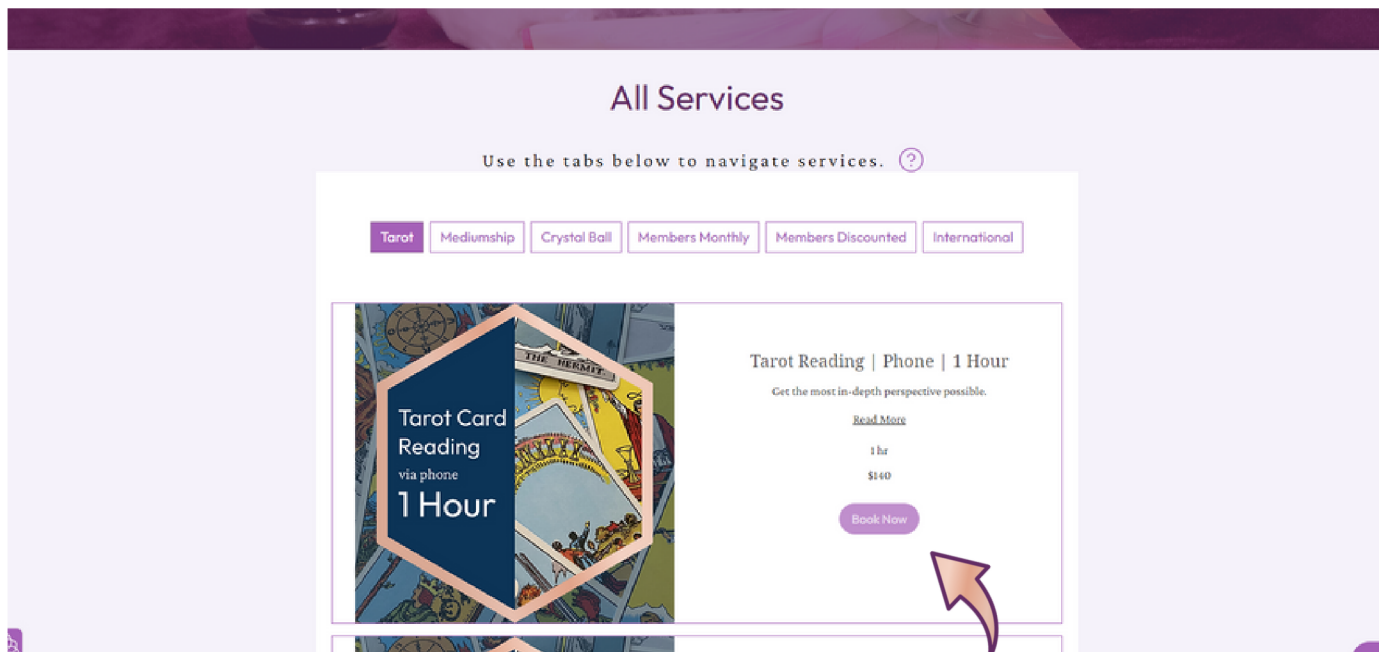 All Services
Use the tabs below to navigate services. ?
Tarot
Mediumship
Crystal Ball
Members Monthly
Members Discounted
International
THE HERMIT.
Tarot Card
Reading
via phone
1 Hour
Tarot Reading | Phone | 1 Hour
Get the most in-depth perspective possible.
Read More
1 hr
$140
Book Now